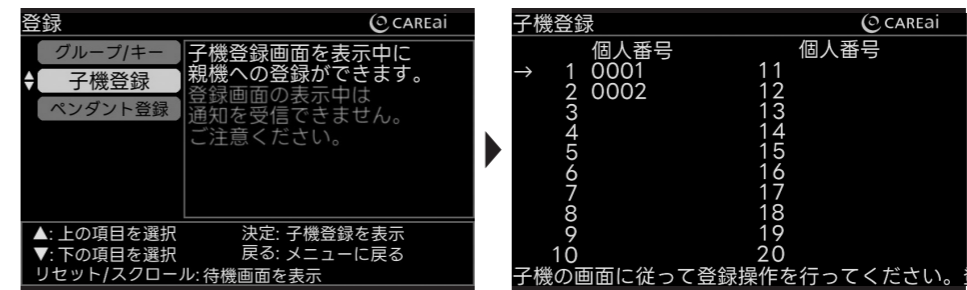 登録
CAREai
グループ/キー
子機登録
ペンダント登録
子機登録画面を表示中に
親機への登録ができます。
登録画面の表示中は
通知を受信できません。
ご注意ください。
▲:上の項目を選択 決定:子機登録を表示
▼:下の項目を選択 戻る:メニューに戻る
リセット/スクロール:待機画面を表示
子機登録
CAREai
個人番号 個人番号
→ 1 0001 11
2 0002 12
3 13
4 14
5 15
6 16
7 17
8 18
9 19
10 20
子機の画面に従って登録操作を行ってください。